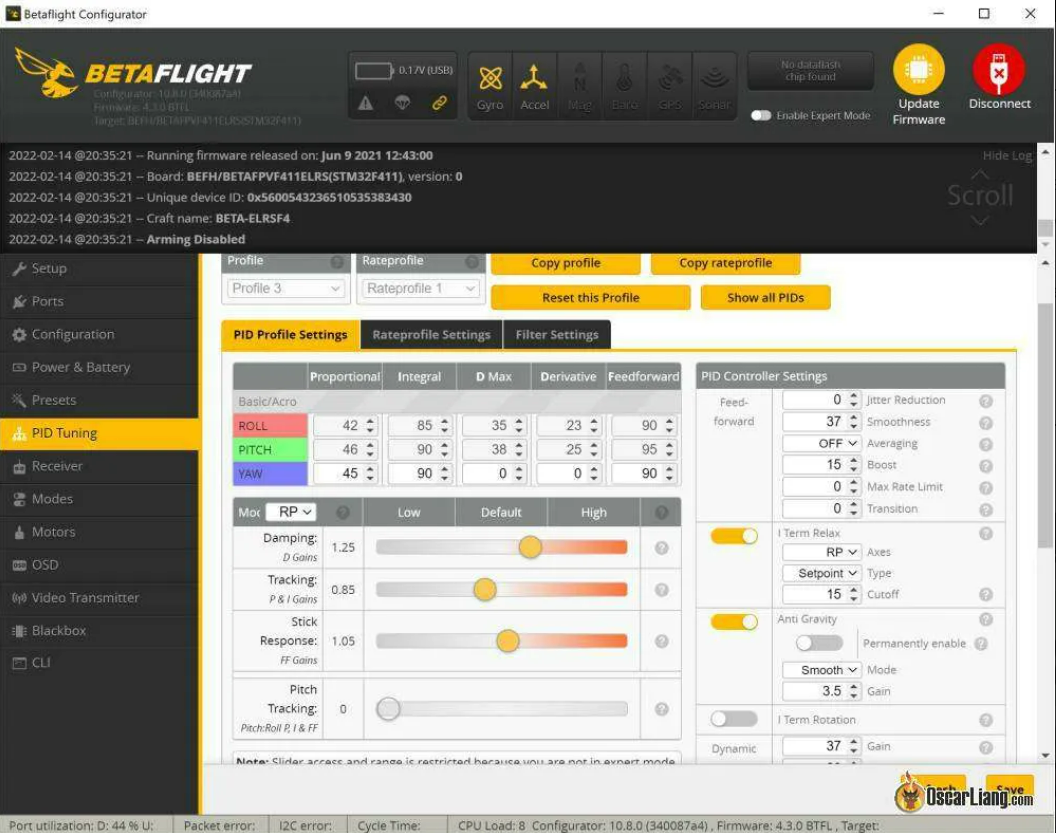 Betaflight Configurator
BETAFLIGHT
Configurator: 10.8.0 (340087a4)
Firmware: 4.3.0 BTFL
Target: BEFH/BETAFPVF411ELRS(STM32F411)
0.17V (USB)
Gyro Accel Mag Baro GPS Sonar
No dataflash
chip found
Enable Expert Mode
Update
Firmware
Disconnect
2022-02-14 @20:35:21 -- Running firmware released on: Jun 9 2021 12:43:00
2022-02-14 @20:35:21 -- Board: BEFH/BETAFPVF411ELRS(STM32F411), version: 0
2022-02-14 @20:35:21 -- Unique device ID: 0x5600543236510535383430
2022-02-14 @20:35:21 -- Craft name: BETA-ELRSF4
2022-02-14 @20:35:21 -- Arming Disabled
Hide Log
Scroll
Setup
Ports
Configuration
Power & Battery
Presets
PID Tuning
Receiver
Modes
Motors
OSD
Video Transmitter
Blackbox
CLI
Profile
Rateprofile
Profile 3
Rateprofile 1
Copy profile
Copy rateprofile
Reset this Profile
Show all PIDs
PID Profile Settings
Rateprofile Settings
Filter Settings
Proportional Integral D Max Derivative Feedforward
Basic/Acro
ROLL 42 85 35 23 90
PITCH 46 90 38 25 95
YAW 45 90 0 0 90
Moc RP Low Default High
Damping:
D Gains
1.25
Tracking:
P & I Gains
0.85
Stick
Response:
FF Gains
1.05
Pitch
Tracking:
Pitch:Roll P, I & FF
0
Note: Slider access and range is restricted because you are not in expert mode
PID Controller Settings
Feed-
forward
0 Jitter Reduction
37 Smoothness
OFF Averaging
15 Boost
0 Max Rate Limit
0 Transition
I Term Relax
RP Axes
Setpoint Type
15 Cutoff
Anti Gravity
Permanently enable
Smooth Mode
3.5 Gain
I Term Rotation
Dynamic
37 Gain
Save
OscarLiang.com
Port utilization: D: 44 % U:
Packet error:
I2C error:
Cycle Time:
CPU Load: 8
Configurator: 10.8.0 (340087a4) , Firmware: 4.3.0 BTFL , Target: